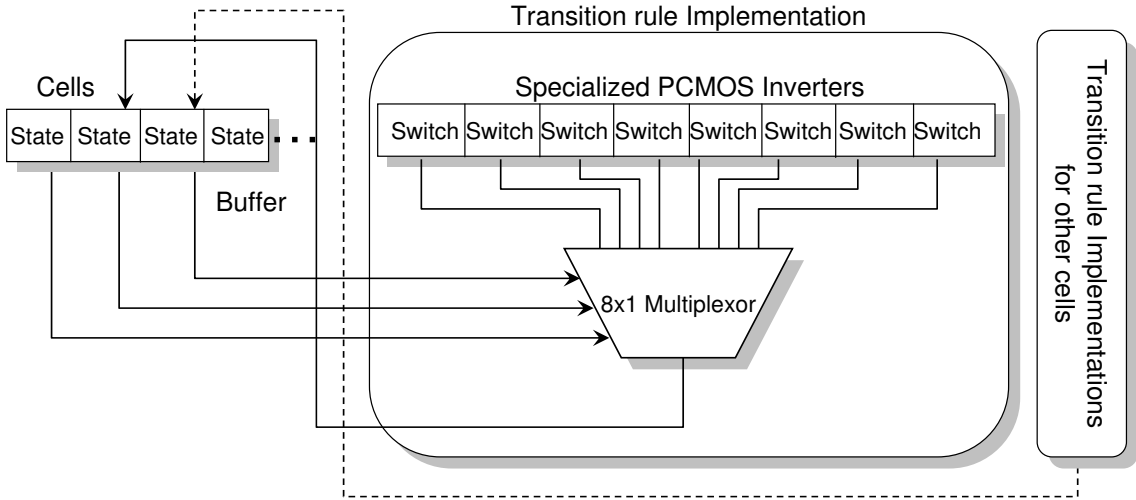 Transition rule Implementation
Cells
Specialized PCMOS Inverters
State State State State
Switch Switch Switch Switch Switch Switch Switch Switch
Buffer
8x1 Multiplexor
Transition rule Implementations
for other cells